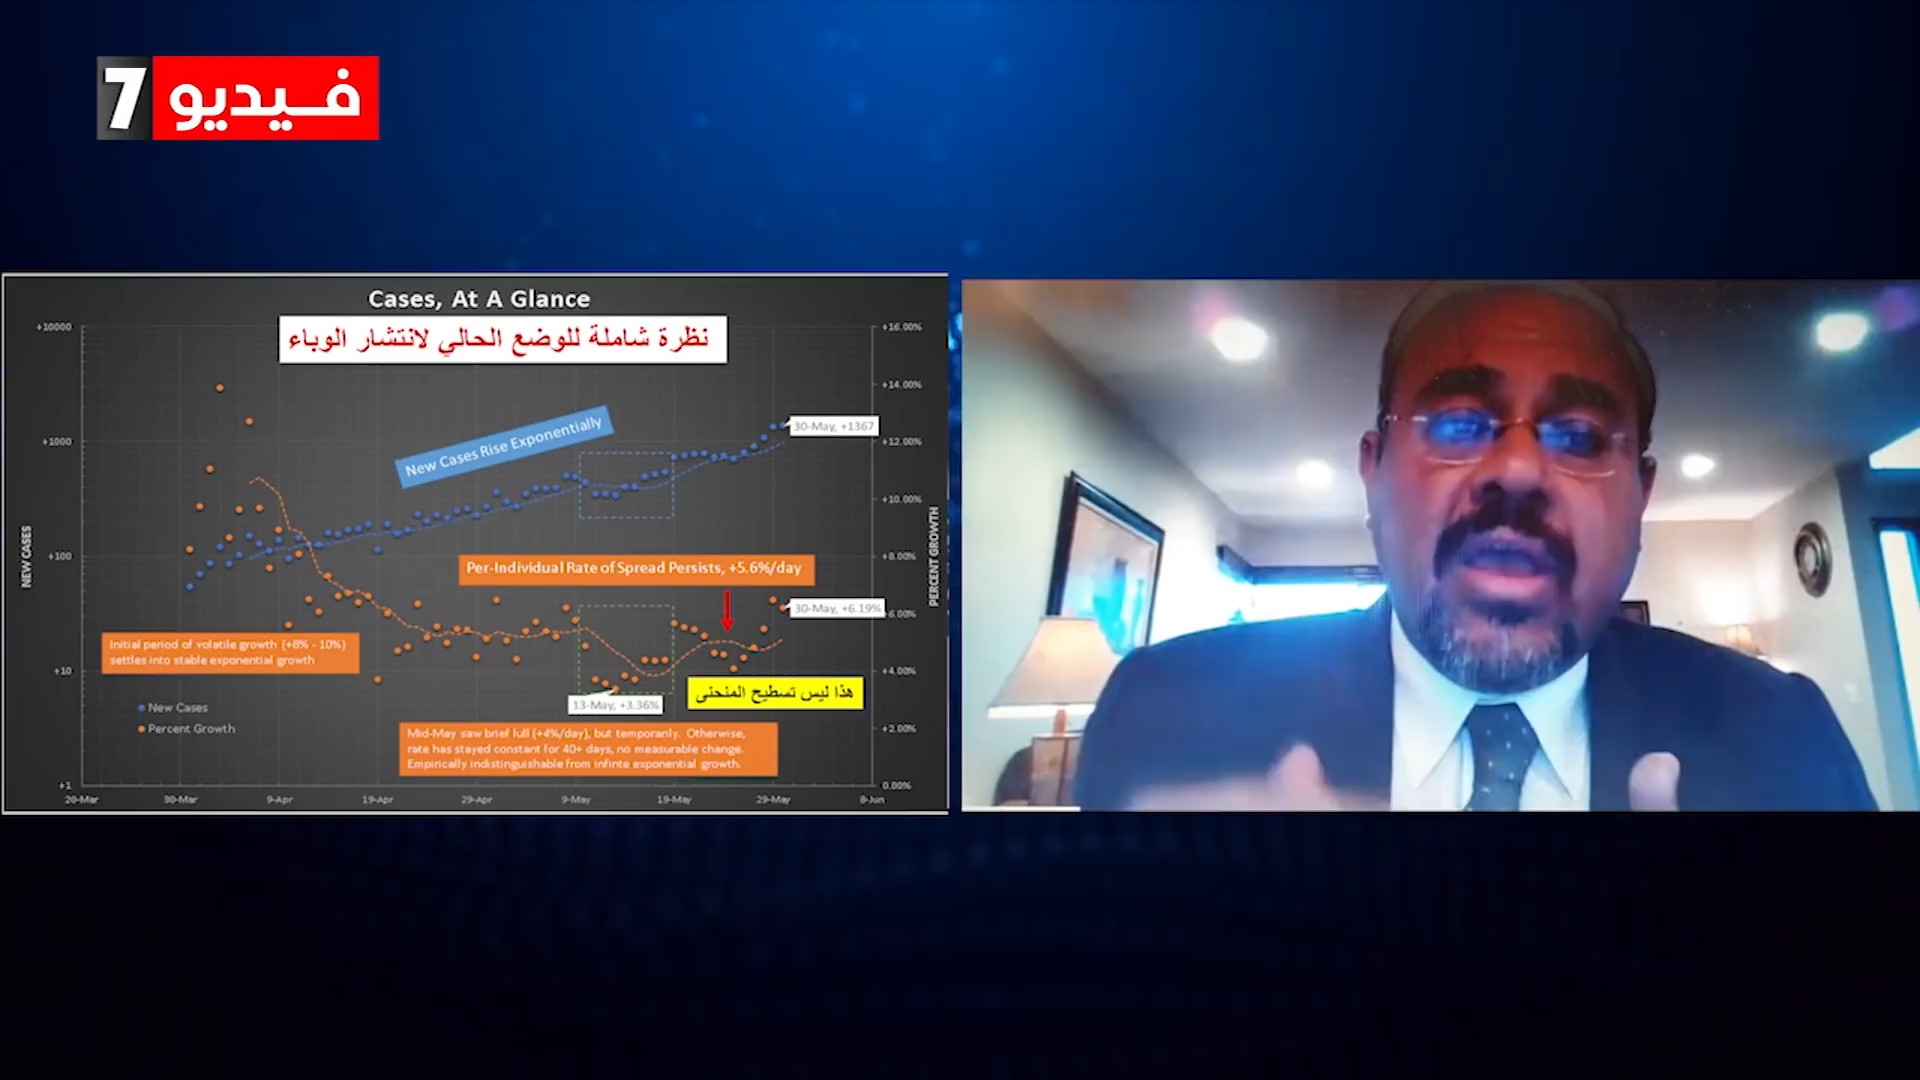 فيديو 7
Cases, At A Glance
نظرة شاملة للوضع الحالي لانتشار الوباء
+10000
+1000
+100
+10
+1
NEW CASES
+16.00%
+14.00%
+12.00%
+10.00%
+8.00%
+6.00%
+4.00%
+2.00%
0.00%
PERCENT GROWTH
New Cases Rise Exponentially
30-May, +1367
Per-Individual Rate of Spread Persists, +5.6%/day
30-May, +6.19%
Initial period of volatile growth (+8% - 10%)
settles into stable exponential growth
هذا ليس تسطيح المنحنى
13-May, +3.36%
New Cases
Percent Growth
Mid-May saw brief lull (+4%/day), but temporarily. Otherwise,
rate has stayed constant for 40+ days, no measurable change.
Empirically indistinguishable from infinte exponential growth.
20-Mar 30-Mar 9-Apr 19-Apr 29-Apr 9-May 19-May 29-May 8-Jun